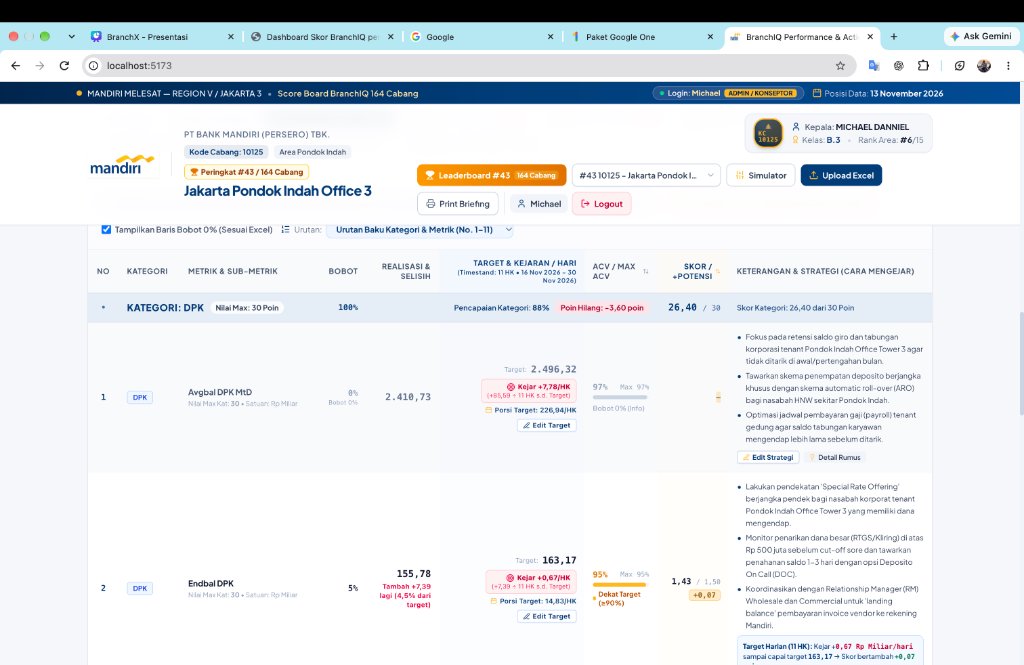 BranchX - Presentasi
Dashboard Skor BranchIQ pe
Google
Paket Google One
BranchIQ Performance & Acti
Ask Gemini
localhost:5173
MANDIRI MELESAT — REGION V / JAKARTA 3 • Score Board BranchIQ 164 Cabang
Login: Michael ADMIN / KONSEPTOR
Posisi Data: 13 November 2026
mandiri
PT BANK MANDIRI (PERSERO) TBK.
Kode Cabang: 10125 Area Pondok Indah
Peringkat #43 / 164 Cabang
Jakarta Pondok Indah Office 3
KC 10125
Kepala: MICHAEL DANNIEL
Kelas: B.3 • Rank Area: #6/15
Leaderboard #43 164 Cabang
#43 10125 - Jakarta Pondok I...
Simulator
Upload Excel
Print Briefing
Michael
Logout
Tampilkan Baris Bobot 0% (Sesuai Excel)
Urutan: Urutan Baku Kategori & Metrik (No. 1-11)
NO
KATEGORI
METRIK & SUB-METRIK
BOBOT
REALISASI &
SELISIH
TARGET & KEJARAN / HARI
(Timestand: 11 HK • 16 Nov 2026 - 30
Nov 2026)
ACV / MAX
ACV
SKOR /
+POTENSI
KETERANGAN & STRATEGI (CARA MENGEJAR)
• KATEGORI: DPK Nilai Max: 30 Poin
100%
Pencapaian Kategori: 88% Poin Hilang: -3,60 poin
26,40 / 30
Skor Kategori: 26,40 dari 30 Poin
1
DPK
Avgbal DPK MtD
Nilai Max Kat: 30 • Satuan: Rp Miliar
0%
Bobot 0%
2.410,73
Target: 2.496,32
Kejar +7,78/HK
(+85,59 ÷ 11 HK s.d. Target)
Porsi Target: 226,94/HK
Edit Target
97% Max 97%
Bobot 0% (Info)
–
• Fokus pada retensi saldo giro dan tabungan
korporasi tenant Pondok Indah Office Tower 3 agar
tidak ditarik di awal/pertengahan bulan.
• Tawarkan skema penempatan deposito berjangka
khusus dengan skema automatic roll-over (ARO)
bagi nasabah HNW sekitar Pondok Indah.
• Optimasi jadwal pembayaran gaji (payroll) tenant
gedung agar saldo tabungan karyawan
mengendap lebih lama sebelum ditarik.
Edit Strategi
Detail Rumus
2
DPK
Endbal DPK
Nilai Max Kat: 30 • Satuan: Rp Miliar
5%
155,78
Tambah +7,39
lagi (4,5% dari
target)
Target: 163,17
Kejar +0,67/HK
(+7,39 ÷ 11 HK s.d. Target)
Porsi Target: 14,83/HK
Edit Target
95% Max 95%
Dekat Target
(≥90%)
1,43 / 1,50
+0,07
• Lakukan pendekatan 'Special Rate Offering'
berjangka pendek bagi nasabah korporat tenant
Pondok Indah Office Tower 3 yang memiliki dana
mengendap.
• Monitor penarikan dana besar (RTGS/Kliring) di atas
Rp 500 juta sebelum cut-off sore dan tawarkan
penahanan saldo 1-3 hari dengan opsi Deposito
On Call (DOC).
• Koordinasikan dengan Relationship Manager (RM)
Wholesale dan Commercial untuk 'landing
balance' pembayaran invoice vendor ke rekening
Mandiri.
Target Harian (11 HK): Kejar +0,67 Rp Miliar/hari
sampai capai target 163,17 → Skor bertambah +0,07